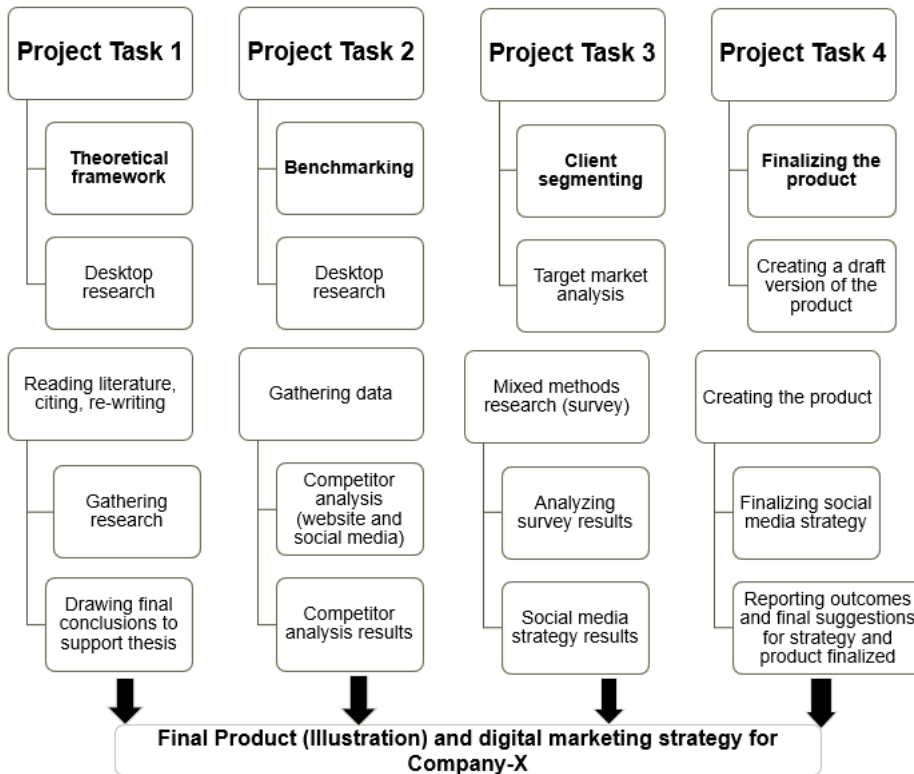 Project Task 1
Theoretical
framework
Desktop
research
Reading literature,
citing, re-writing
Gathering
research
Drawing final
conclusions to
support thesis
Project Task 2
Benchmarking
Desktop
research
Gathering data
Competitor
analysis
(website and
social media)
Competitor
analysis results
Project Task 3
Client
segmenting
Target market
analysis
Mixed methods
research (survey)
Analyzing
survey results
Social media
strategy results
Project Task 4
Finalizing the
product
Creating a draft
version of the
product
Creating the product
Finalizing social
media strategy
Reporting outcomes
and final suggestions
for strategy and
product finalized
Final Product (Illustration) and digital marketing strategy for
Company-X